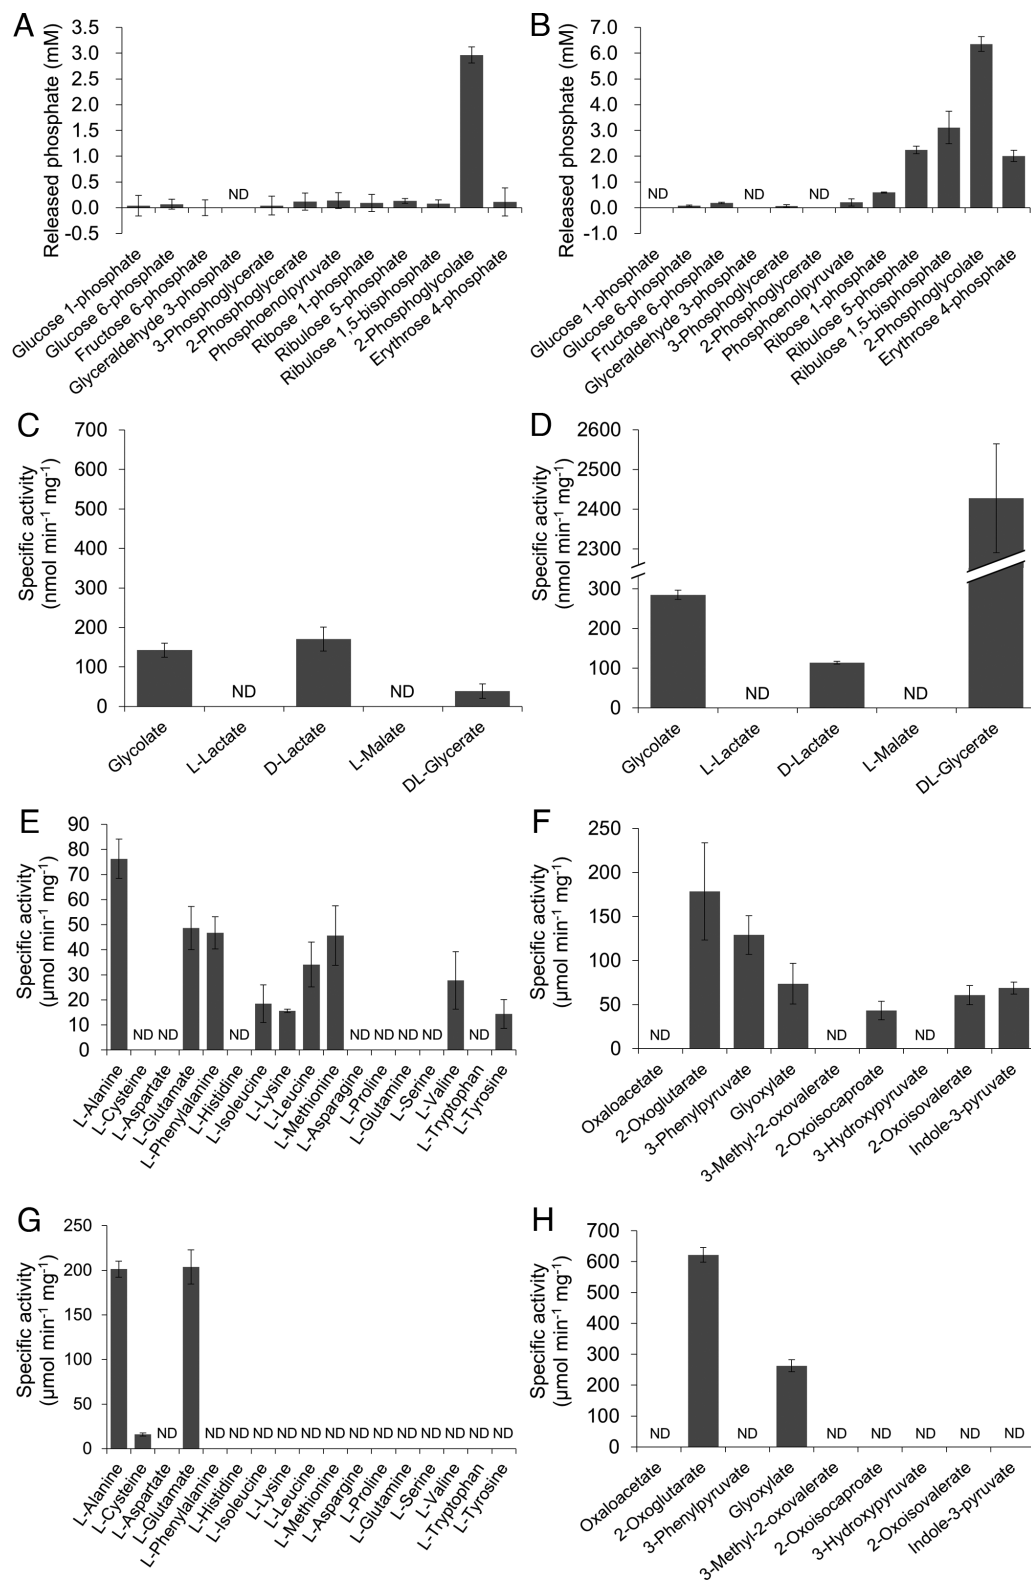 A
Released phosphate (mM)
3.5
3.0
2.5
2.0
1.5
1.0
0.5
0.0
-0.5
ND
Glucose 1-phosphate
Glucose 6-phosphate
Fructose 6-phosphate
Glyceraldehyde 3-phosphate
3-Phosphoglycerate
2-Phosphoglycerate
Phosphoenolpyruvate
Ribose 1-phosphate
Ribulose 5-phosphate
Ribulose 1,5-bisphosphate
2-Phosphoglycolate
Erythrose 4-phosphate
B
Released phosphate (mM)
7.0
6.0
5.0
4.0
3.0
2.0
1.0
0.0
-1.0
ND
ND
ND
Glucose 1-phosphate
Glucose 6-phosphate
Fructose 6-phosphate
Glyceraldehyde 3-phosphate
3-Phosphoglycerate
2-Phosphoglycerate
Phosphoenolpyruvate
Ribose 1-phosphate
Ribulose 5-phosphate
Ribulose 1,5-bisphosphate
2-Phosphoglycolate
Erythrose 4-phosphate
C
Specific activity
(nmol min-1 mg-1)
700
600
500
400
300
200
100
0
ND
ND
Glycolate
L-Lactate
D-Lactate
L-Malate
DL-Glycerate
D
Specific activity
(nmol min-1 mg-1)
2600
2500
2400
2300
300
200
100
0
ND
ND
Glycolate
L-Lactate
D-Lactate
L-Malate
DL-Glycerate
E
Specific activity
(µmol min-1 mg-1)
90
80
70
60
50
40
30
20
10
0
ND ND ND ND ND ND ND ND
L-Alanine
L-Cysteine
L-Aspartate
L-Glutamate
L-Phenylalanine
L-Histidine
L-Isoleucine
L-Lysine
L-Leucine
L-Methionine
L-Asparagine
L-Proline
L-Glutamine
L-Serine
L-Valine
L-Tryptophan
L-Tyrosine
F
Specific activity
(µmol min-1 mg-1)
250
200
150
100
50
0
ND ND ND
Oxaloacetate
2-Oxoglutarate
3-Phenylpyruvate
Glyoxylate
3-Methyl-2-oxovalerate
2-Oxoisocaproate
3-Hydroxypyruvate
2-Oxoisovalerate
Indole-3-pyruvate
G
Specific activity
(µmol min-1 mg-1)
250
200
150
100
50
0
ND ND ND ND ND ND ND ND ND ND ND ND ND ND
L-Alanine
L-Cysteine
L-Aspartate
L-Glutamate
L-Phenylalanine
L-Histidine
L-Isoleucine
L-Lysine
L-Leucine
L-Methionine
L-Aspargine
L-Proline
L-Glutamine
L-Serine
L-Valine
L-Tryptophan
L-Tyrosine
H
Specific activity
(µmol min-1 mg-1)
700
600
500
400
300
200
100
0
ND ND ND ND ND ND ND
Oxaloacetate
2-Oxoglutarate
3-Phenylpyruvate
Glyoxylate
3-Methyl-2-oxovalerate
2-Oxoisocaproate
3-Hydroxypyruvate
2-Oxoisovalerate
Indole-3-pyruvate